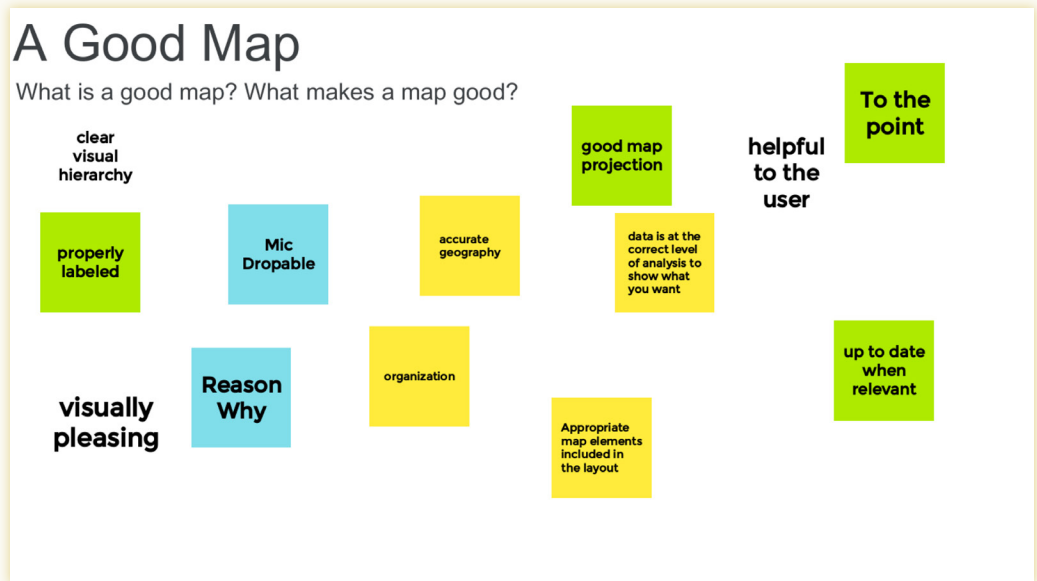 A Good Map
What is a good map? What makes a map good?
clear
visual
hierarchy
properly
labeled
Mic
Dropable
accurate
geography
good map
projection
helpful
to the
user
To the
point
data is at the
correct level
of analysis to
show what
you want
visually
pleasing
Reason
Why
organization
Appropriate
map elements
included in
the layout
up to date
when
relevant